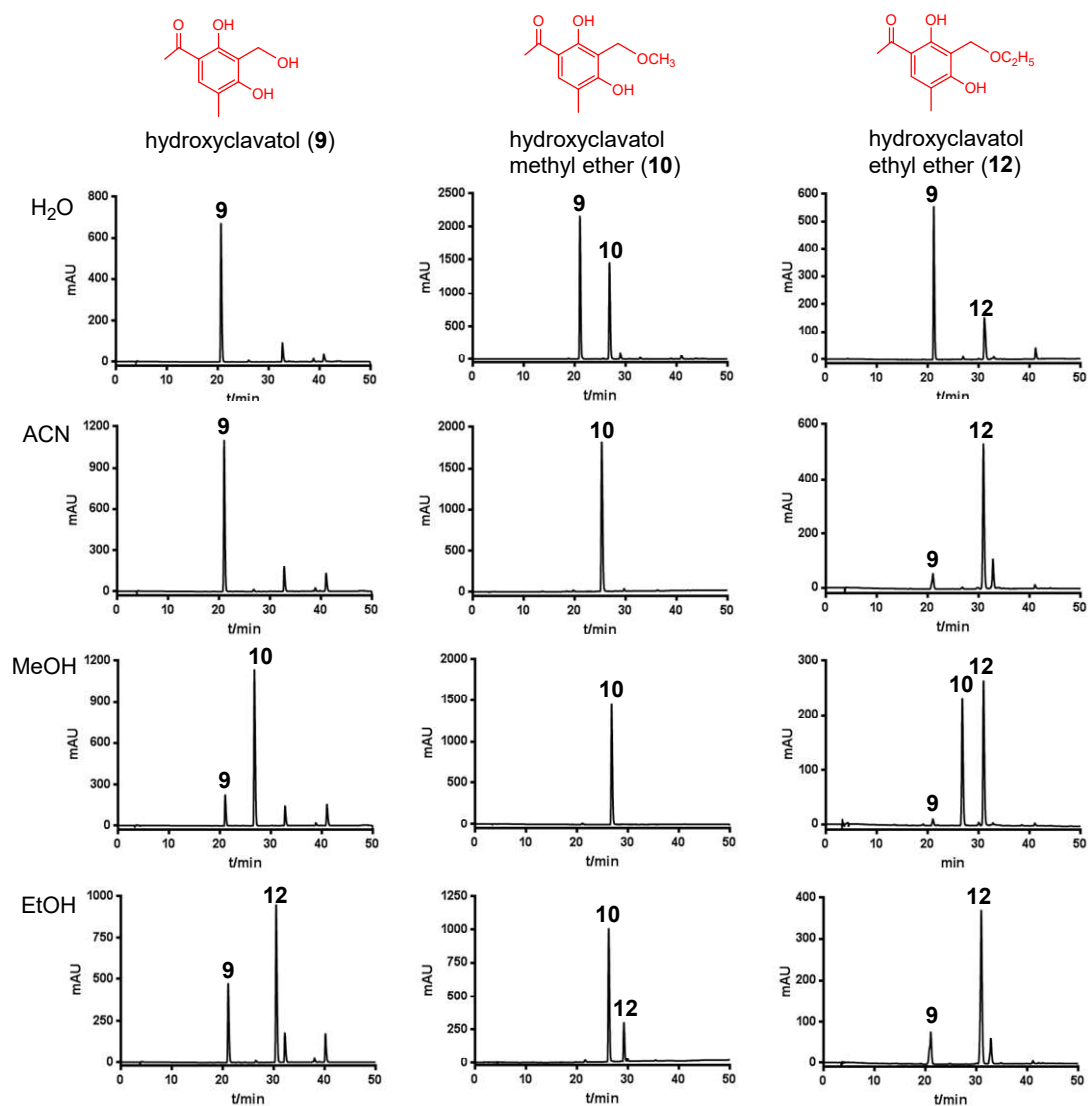 O OH OH OH
O OH OCH₃ OH
O OH OC₂H₅ OH
hydroxyclavatol (9)
hydroxyclavatol
methyl ether (10)
hydroxyclavatol
ethyl ether (12)
H₂O
800
600
400
200
0
mAU
9
0 10 20 30 40 50
t/min
2500
2000
1500
1000
500
0
mAU
9
10
0 10 20 30 40 50
t/min
600
500
400
300
200
100
0
mAU
9
12
0 10 20 30 40 50
t/min
ACN
1200
900
600
300
0
mAU
9
0 10 20 30 40 50
t/min
2000
1500
1000
500
0
mAU
10
0 10 20 30 40 50
t/min
600
400
200
0
mAU
9
12
0 10 20 30 40 50
t/min
MeOH
1200
900
600
300
0
mAU
9
10
0 10 20 30 40 50
t/min
2000
1500
1000
500
0
mAU
10
0 10 20 30 40 50
t/min
300
200
100
0
mAU
9
10
12
0 10 20 30 40 50
min
EtOH
1000
750
500
250
0
mAU
9
12
0 10 20 30 40 50
t/min
1250
1000
750
500
250
0
mAU
10
12
0 10 20 30 40 50
t/min
400
300
200
100
0
mAU
9
12
0 10 20 30 40 50
t/min